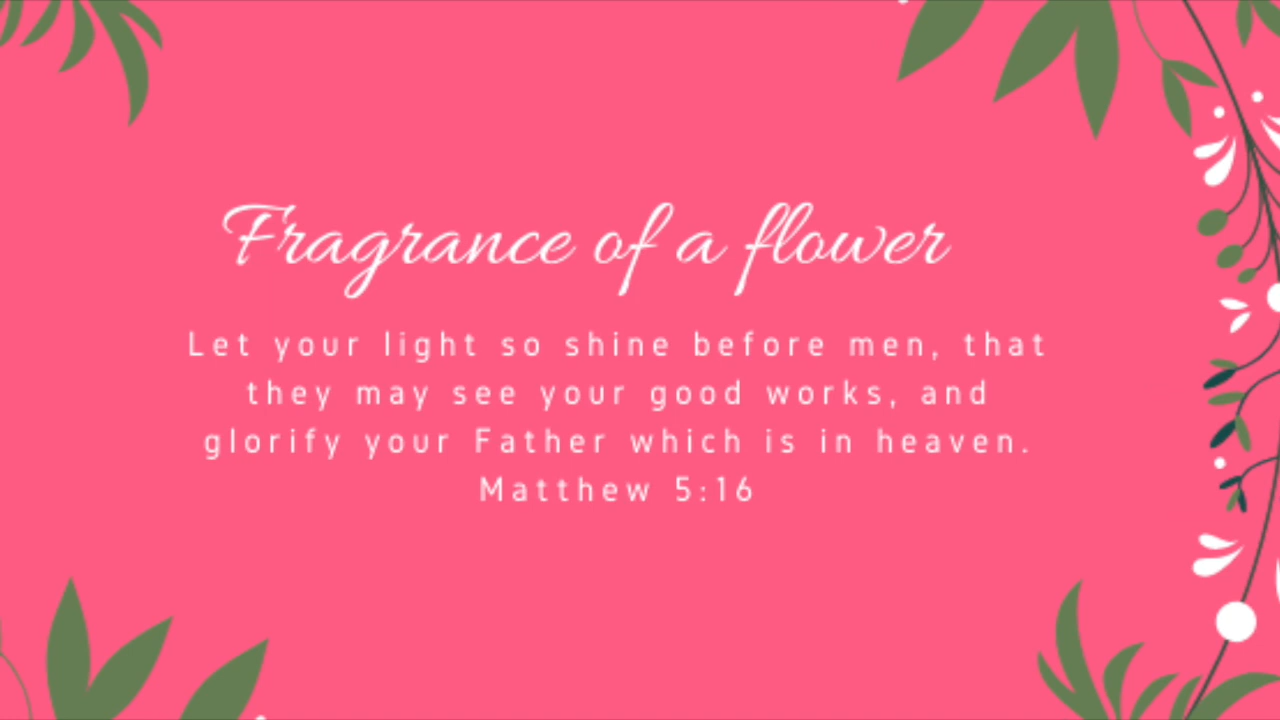 Fragrance of a flower
Let your light so shine before men, that
they may see your good works, and
glorify your Father which is in heaven.
Matthew 5:16